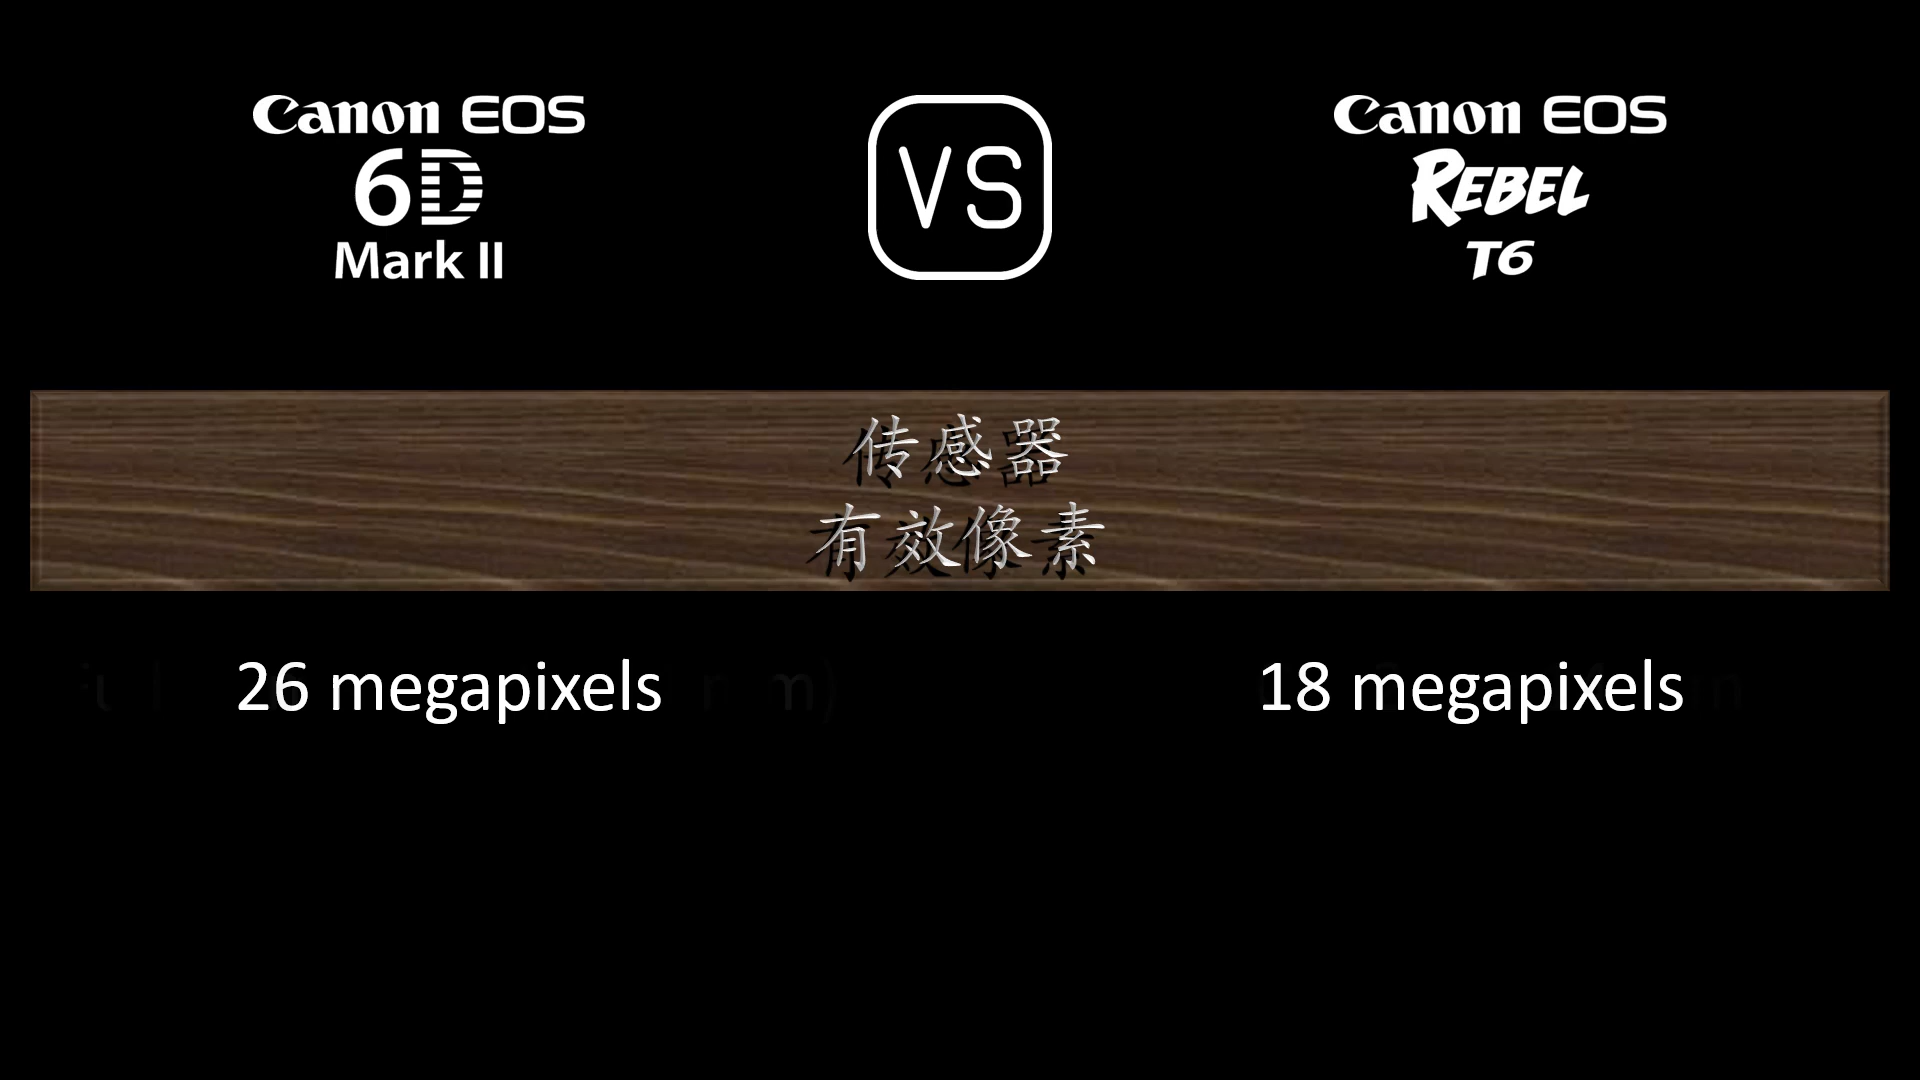 Canon EOS
6D
Mark II
VS
Canon EOS
REBEL
T6
传感器
有效像素
26 megapixels
18 megapixels